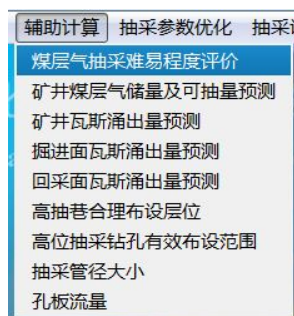 辅助计算 抽采参数优化 抽采
煤层气抽采难易程度评价
矿井煤层气储量及可抽量预测
矿井瓦斯涌出量预测
掘进面瓦斯涌出量预测
回采面瓦斯涌出量预测
高抽巷合理布设层位
高位抽采钻孔有效布设范围
抽采管径大小
孔板流量